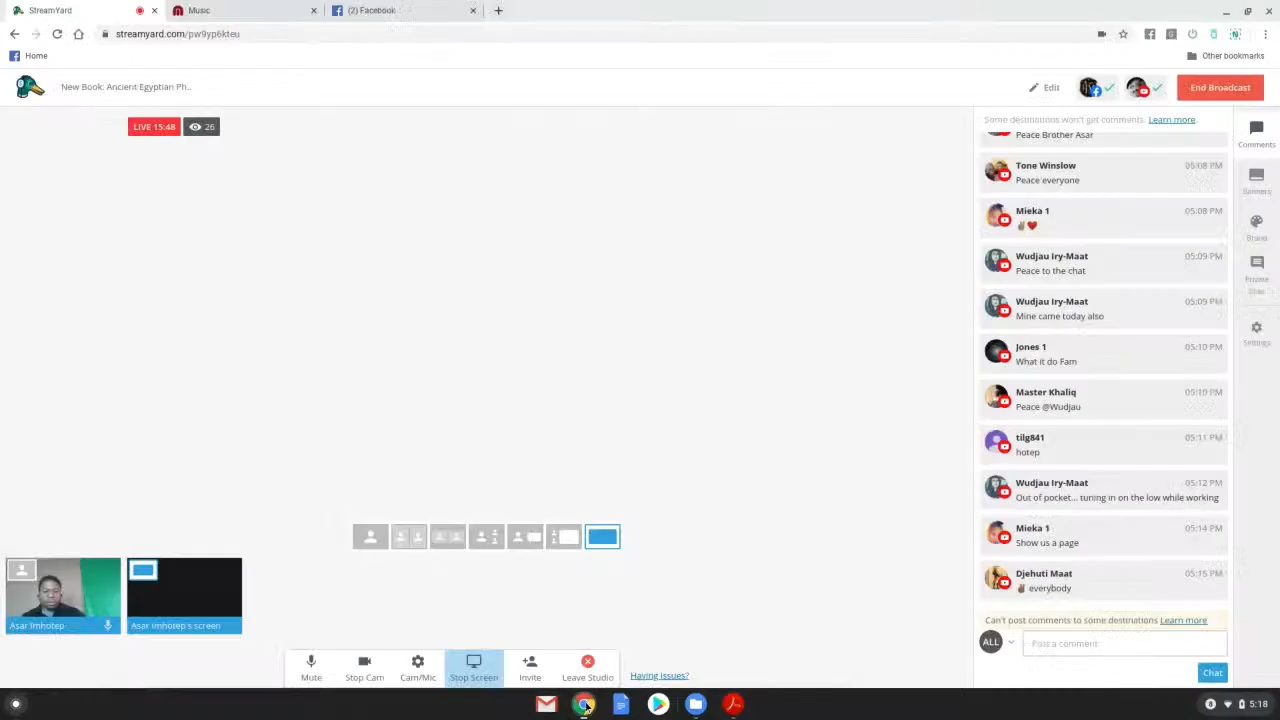 StreamYard
Music
(2) Facebook
streamyard.com/pw9yp6kteu
Home
Other bookmarks
New Book: Ancient Egyptian Ph...
Edit
End Broadcast
LIVE 15:48
26
Some destinations won't get comments. Learn more.
Peace Brother Asar
Tone Winslow 05:08 PM
Peace everyone
Mieka 1 05:08 PM
Wudjau Iry-Maat 05:09 PM
Peace to the chat
Wudjau Iry-Maat 05:09 PM
Mine came today also
Jones 1 05:10 PM
What it do Fam
Master Khaliq 05:10 PM
Peace @Wudjau
tilg841 05:11 PM
hotep
Wudjau Iry-Maat 05:12 PM
Out of pocket... tuning in on the low while working
Mieka 1 05:14 PM
Show us a page
Djehuti Maat 05:15 PM
everybody
Can't post comments to some destinations Learn more
ALL
Post a comment
Chat
Comments
Banners
Brand
Private
Chat
Settings
Asar Imhotep
Asar Imhotep's screen
Mute
Stop Cam
Cam/Mic
Stop Screen
Invite
Leave Studio
Having issues?
5:18